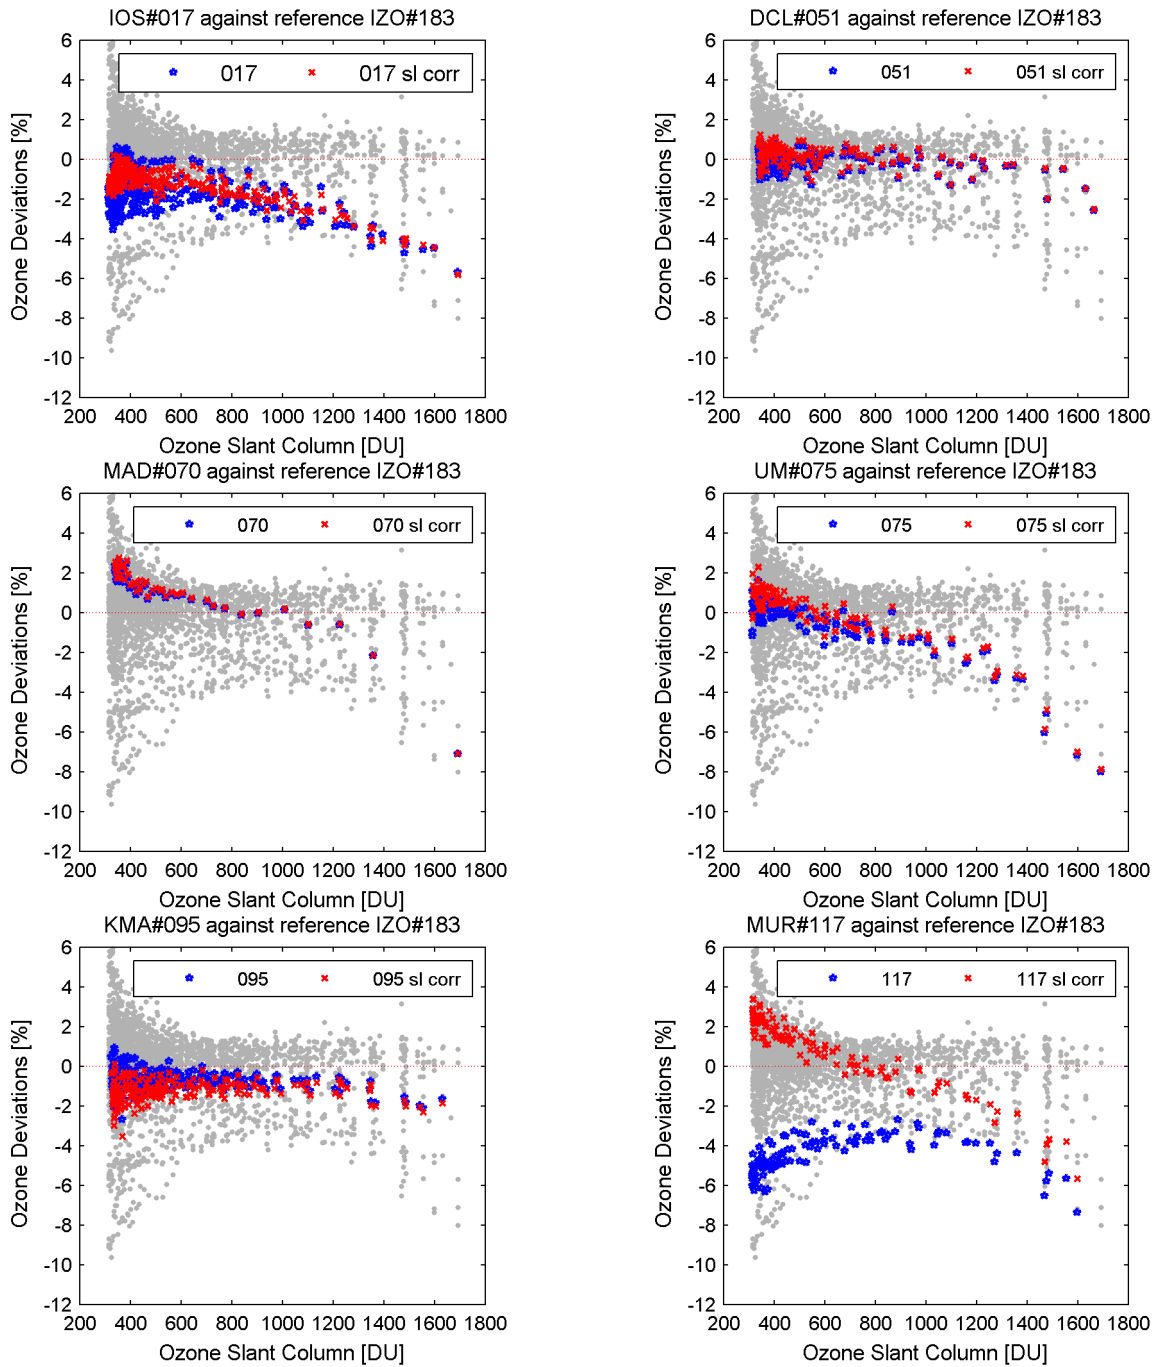 IOS#017 against reference IZO#183
017 017 sl corr
Ozone Deviations [%]
6
4
2
0
-2
-4
-6
-8
-10
-12
200 400 600 800 1000 1200 1400 1600 1800
Ozone Slant Column [DU]
DCL#051 against reference IZO#183
051 051 sl corr
Ozone Deviations [%]
6
4
2
0
-2
-4
-6
-8
-10
-12
200 400 600 800 1000 1200 1400 1600 1800
Ozone Slant Column [DU]
MAD#070 against reference IZO#183
070 070 sl corr
Ozone Deviations [%]
6
4
2
0
-2
-4
-6
-8
-10
-12
200 400 600 800 1000 1200 1400 1600 1800
Ozone Slant Column [DU]
UM#075 against reference IZO#183
075 075 sl corr
Ozone Deviations [%]
6
4
2
0
-2
-4
-6
-8
-10
-12
200 400 600 800 1000 1200 1400 1600 1800
Ozone Slant Column [DU]
KMA#095 against reference IZO#183
095 095 sl corr
Ozone Deviations [%]
6
4
2
0
-2
-4
-6
-8
-10
-12
200 400 600 800 1000 1200 1400 1600 1800
Ozone Slant Column [DU]
MUR#117 against reference IZO#183
117 117 sl corr
Ozone Deviations [%]
6
4
2
0
-2
-4
-6
-8
-10
-12
200 400 600 800 1000 1200 1400 1600 1800
Ozone Slant Column [DU]